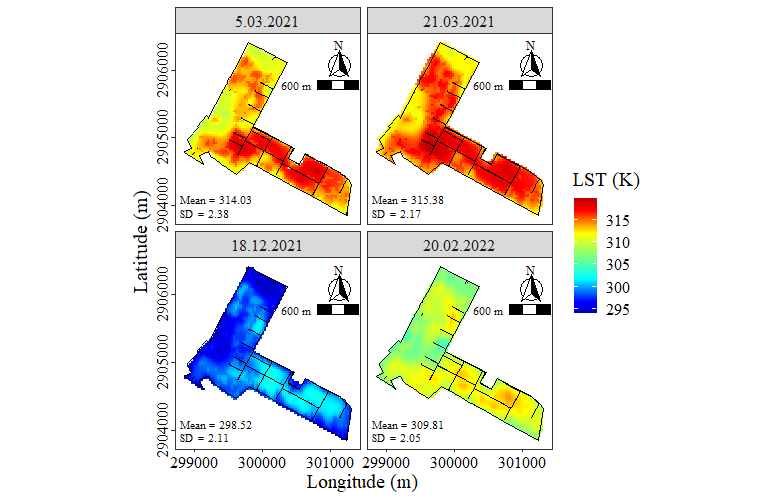 5.03.2021
21.03.2021
N
600 m
Mean = 314.03
SD = 2.38
N
600 m
Mean = 315.38
SD = 2.17
18.12.2021
20.02.2022
N
600 m
Mean = 298.52
SD = 2.11
N
600 m
Mean = 309.81
SD = 2.05
2906000
2905000
2904000
2906000
2905000
2904000
Latitude (m)
299000
300000
301000
299000
300000
301000
Longitude (m)
LST (K)
315
310
305
300
295